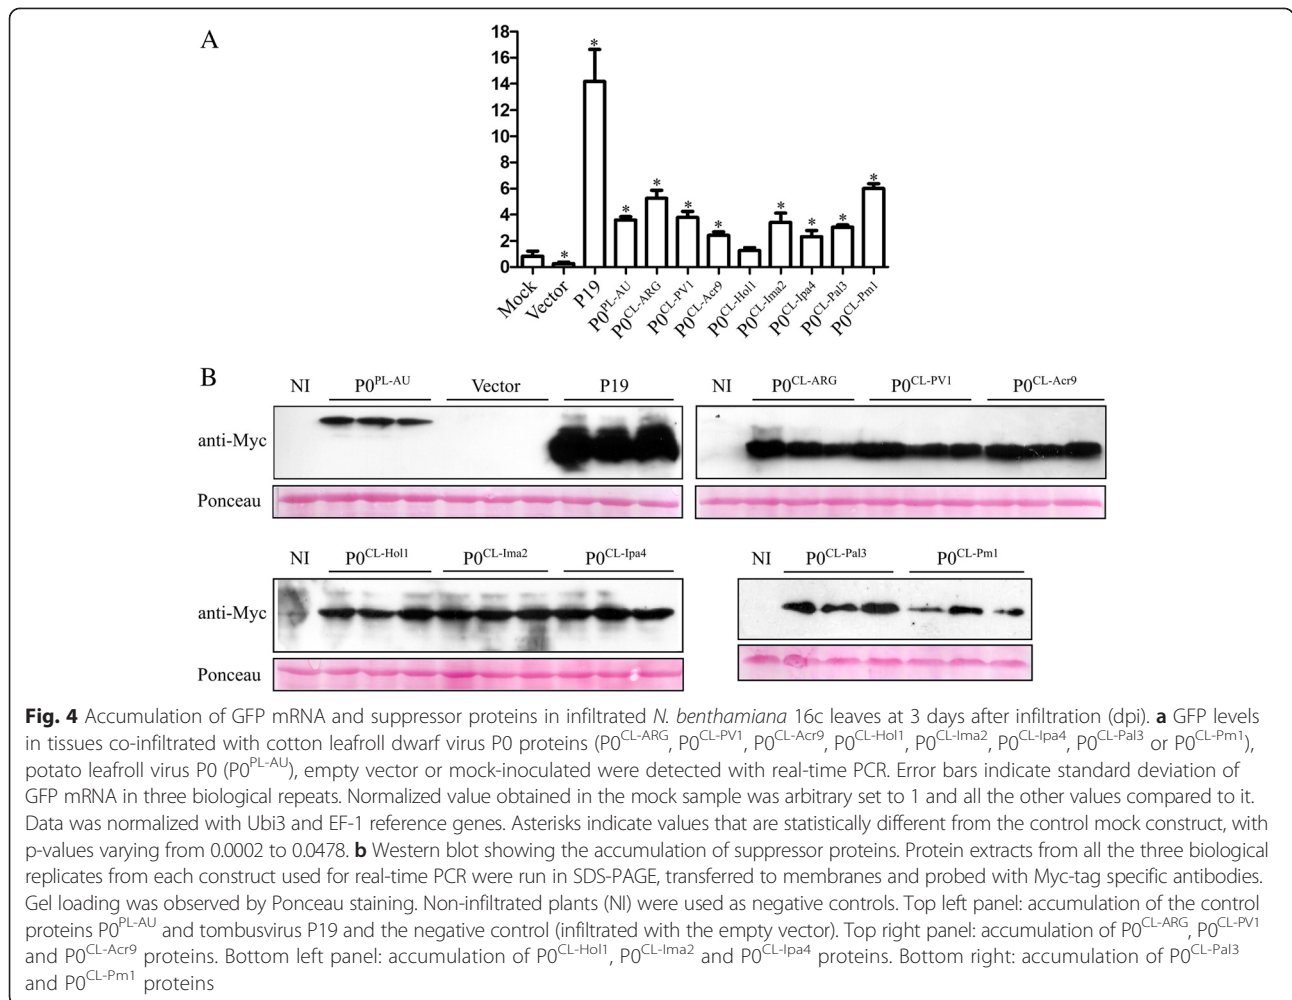 A
18
16
14
12
10
8
6
4
2
0
* * * * * * * * * *
Mock Vector P19 P0PL-AU P0CL-ARG P0CL-PV1 P0CL-Acr9 P0CL-Hol1 P0CL-Ima2 P0CL-Ipa4 P0CL-Pal3 P0CL-Pm1
B
NI P0PL-AU Vector P19 NI P0CL-ARG P0CL-PV1 P0CL-Acr9
anti-Myc
Ponceau
NI P0CL-Hol1 P0CL-Ima2 P0CL-Ipa4 NI P0CL-Pal3 P0CL-Pm1
anti-Myc
Ponceau
Fig. 4 Accumulation of GFP mRNA and suppressor proteins in infiltrated N. benthamiana 16c leaves at 3 days after infiltration (dpi). a GFP levels
in tissues co-infiltrated with cotton leafroll dwarf virus P0 proteins (P0CL-ARG, P0CL-PV1, P0CL-Acr9, P0CL-Hol1, P0CL-Ima2, P0CL-Ipa4, P0CL-Pal3 or P0CL-Pm1),
potato leafroll virus P0 (P0PL-AU), empty vector or mock-inoculated were detected with real-time PCR. Error bars indicate standard deviation of
GFP mRNA in three biological repeats. Normalized value obtained in the mock sample was arbitrary set to 1 and all the other values compared to it.
Data was normalized with Ubi3 and EF-1 reference genes. Asterisks indicate values that are statistically different from the control mock construct, with
p-values varying from 0.0002 to 0.0478. b Western blot showing the accumulation of suppressor proteins. Protein extracts from all the three biological
replicates from each construct used for real-time PCR were run in SDS-PAGE, transferred to membranes and probed with Myc-tag specific antibodies.
Gel loading was observed by Ponceau staining. Non-infiltrated plants (NI) were used as negative controls. Top left panel: accumulation of the control
proteins P0PL-AU and tombusvirus P19 and the negative control (infiltrated with the empty vector). Top right panel: accumulation of P0CL-ARG, P0CL-PV1
and P0CL-Acr9 proteins. Bottom left panel: accumulation of P0CL-Hol1, P0CL-Ima2 and P0CL-Ipa4 proteins. Bottom right: accumulation of P0CL-Pal3
and P0CL-Pm1 proteins